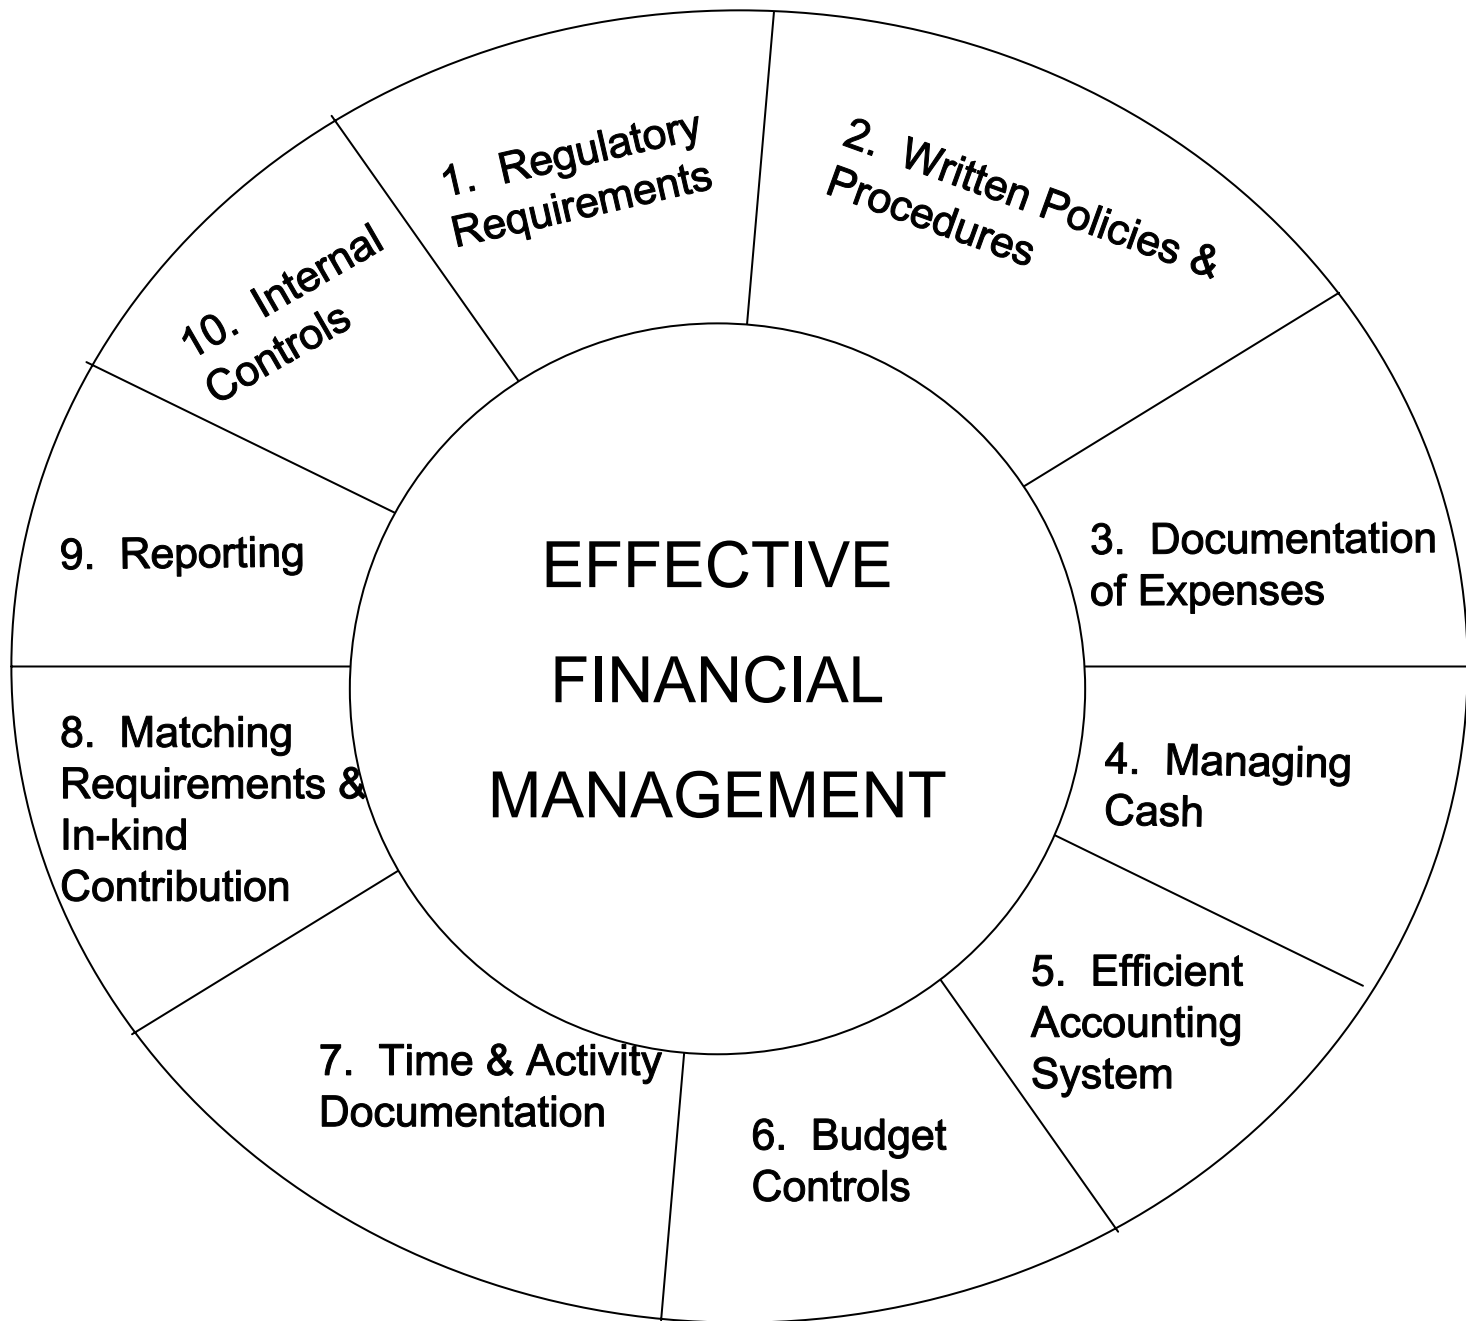 1. Regulatory
Requirements
2. Written Policies &
Procedures
3. Documentation
of Expenses
4. Managing
Cash
5. Efficient
Accounting
System
6. Budget
Controls
7. Time & Activity
Documentation
8. Matching
Requirements &
In-kind
Contribution
9. Reporting
10. Internal
Controls
EFFECTIVE
FINANCIAL
MANAGEMENT